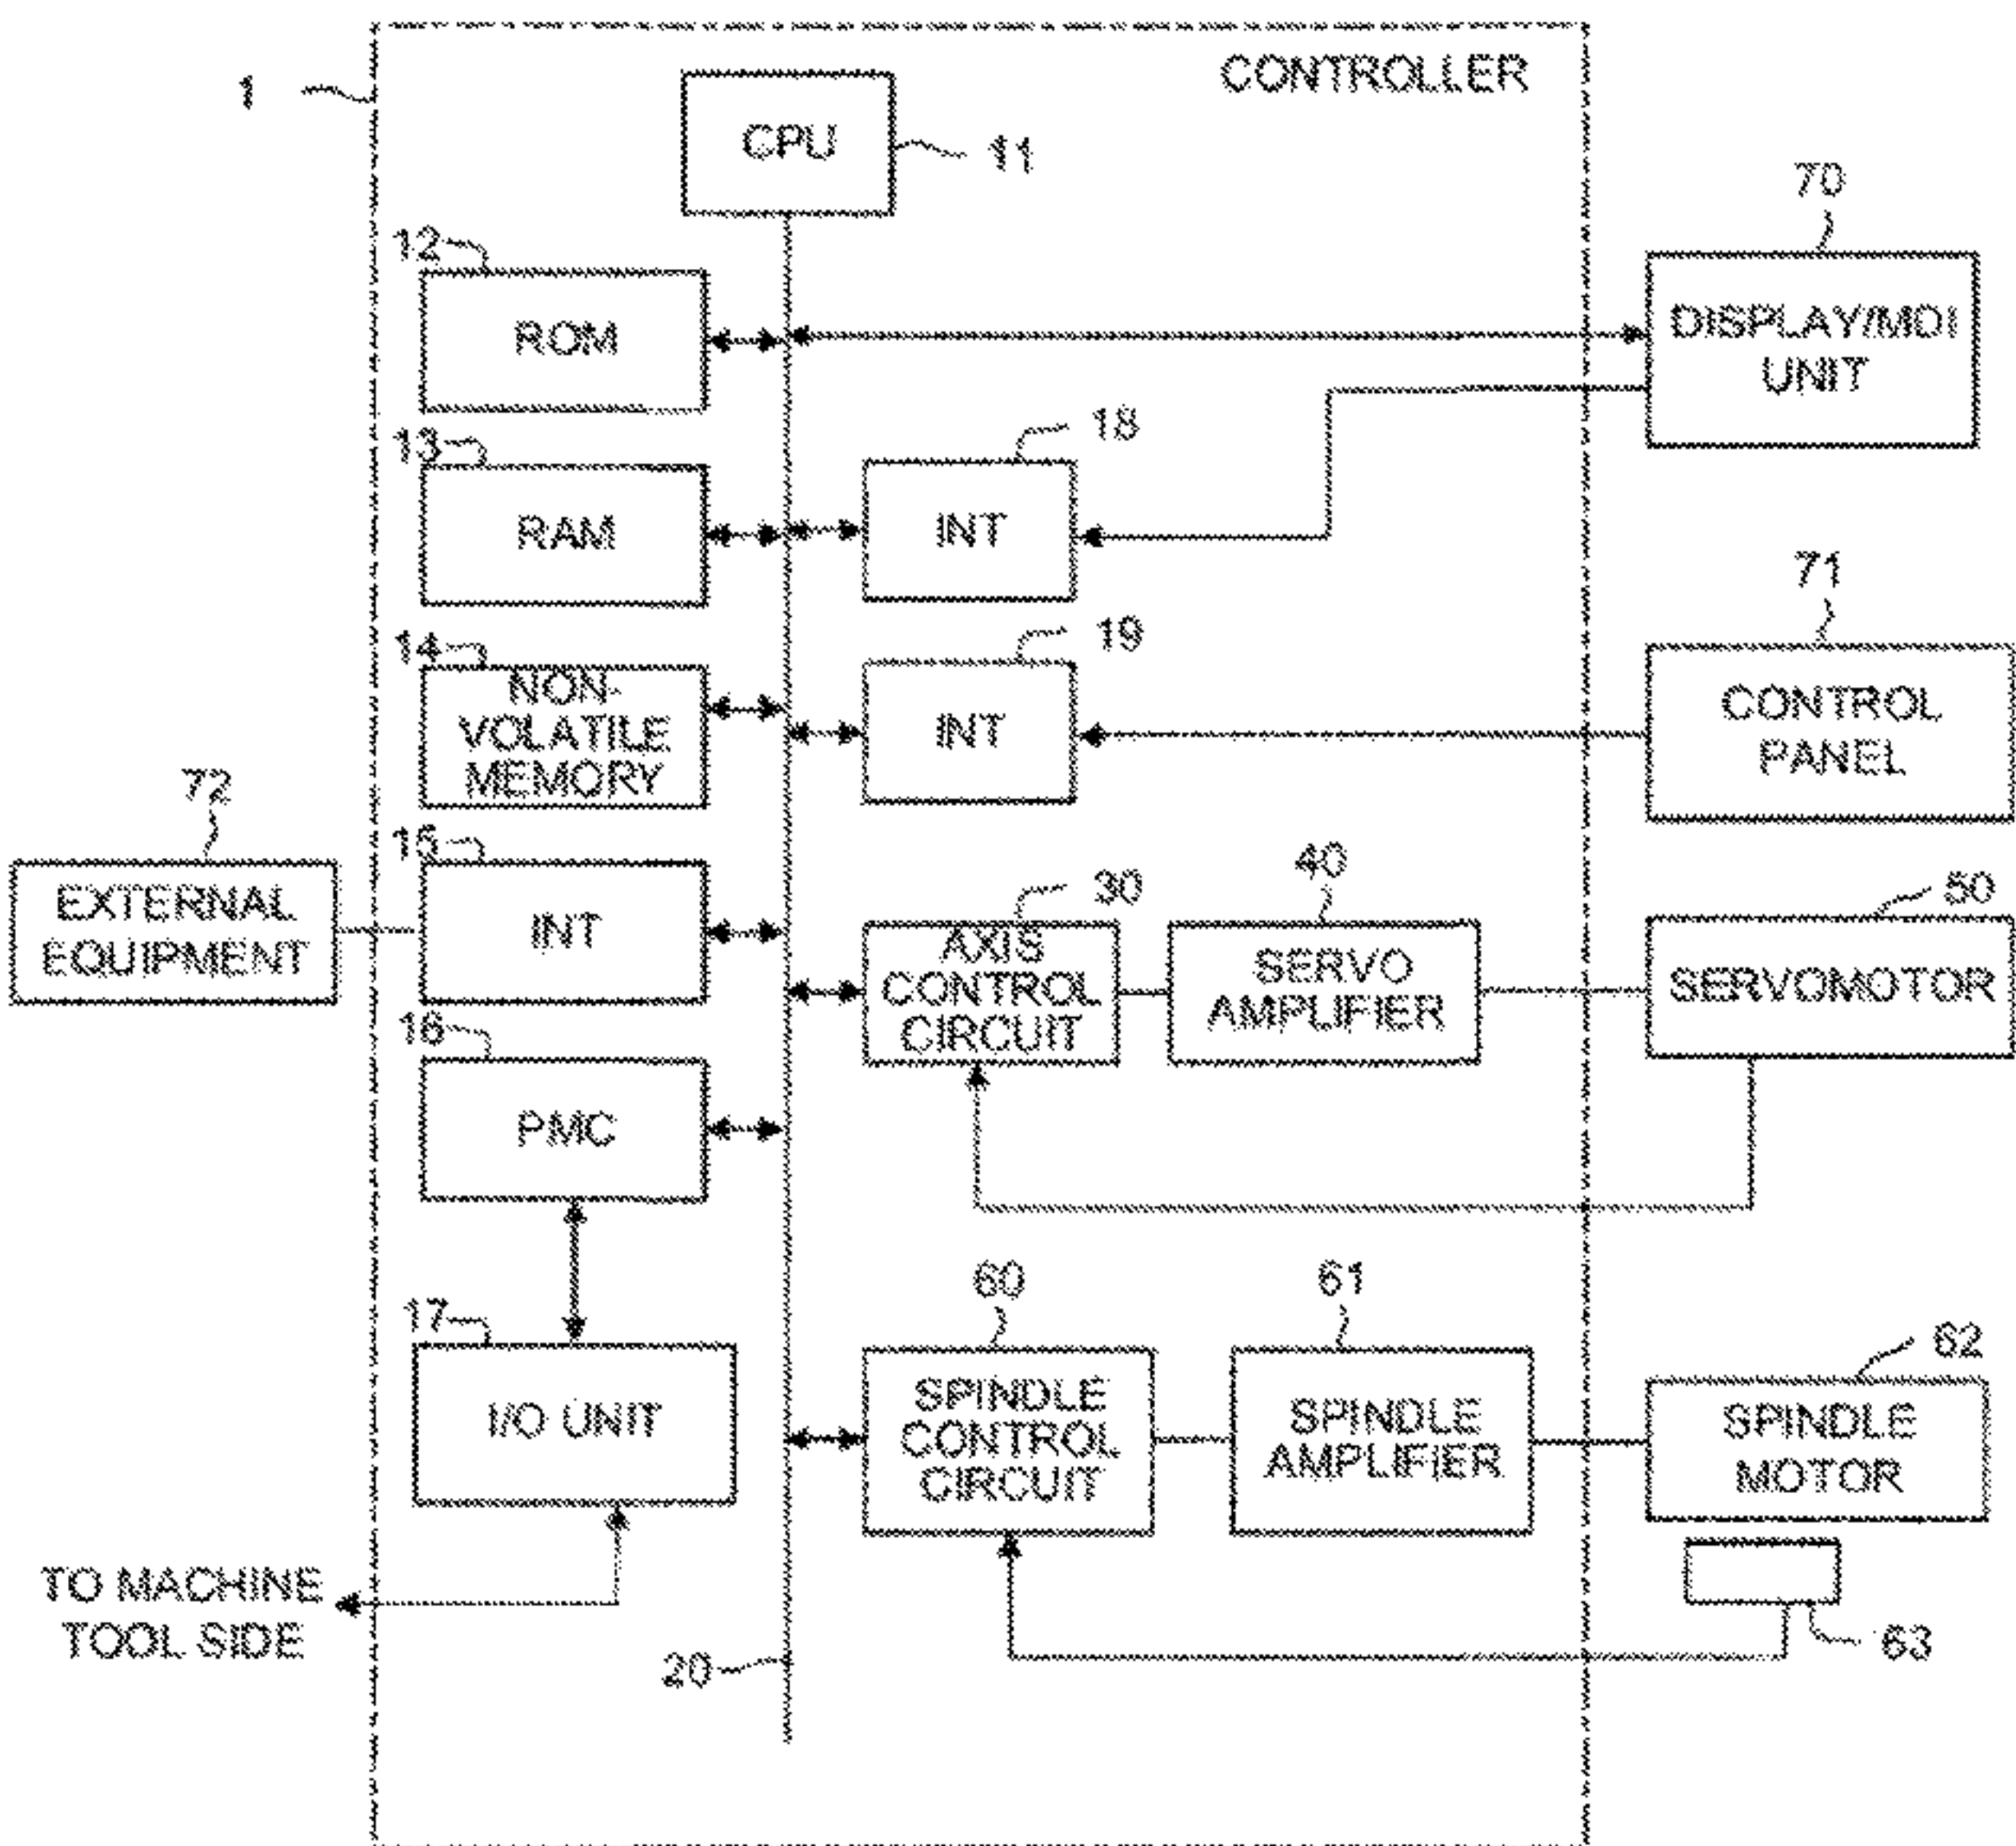 CONTROLLER
1
CPU
11
70
12
ROM
DISPLAY/MDI
UNIT
13
18
RAM
INT
71
14
19
NON-
VOLATILE
MEMORY
INT
CONTROL
PANEL
72
15
EXTERNAL
EQUIPMENT
INT
30
40
50
AXIS
CONTROL
CIRCUIT
SERVO
AMPLIFIER
SERVOMOTOR
16
PMC
17
60
61
62
I/O UNIT
SPINDLE
CONTROL
CIRCUIT
SPINDLE
AMPLIFIER
SPINDLE
MOTOR
TO MACHINE
TOOL SIDE
20
63